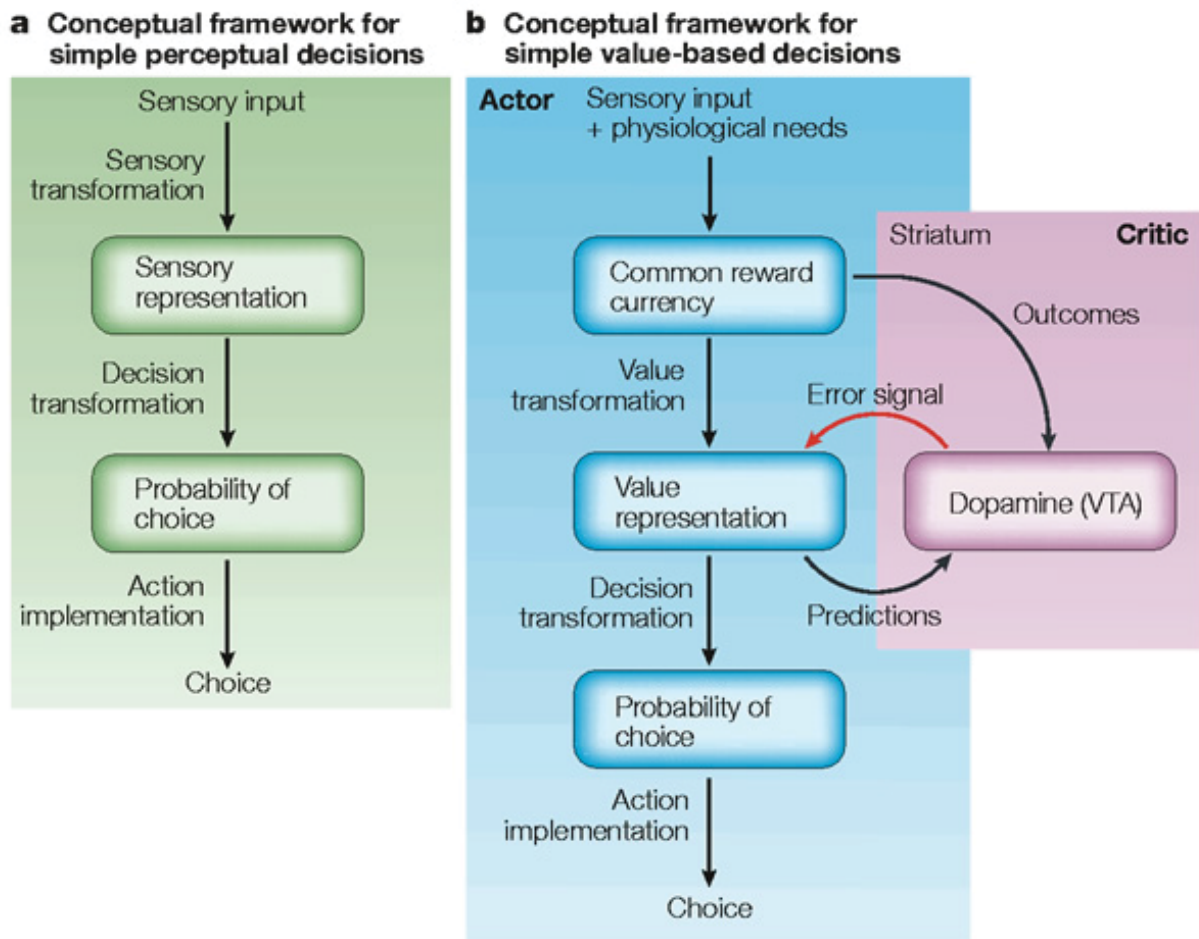 a Conceptual framework for
simple perceptual decisions
Sensory input
Sensory
transformation
Sensory
representation
Decision
transformation
Probability of
choice
Action
implementation
Choice
b Conceptual framework for
simple value-based decisions
Actor
Sensory input
+ physiological needs
Common reward
currency
Striatum
Critic
Outcomes
Value
transformation
Error signal
Value
representation
Dopamine (VTA)
Decision
transformation
Predictions
Probability of
choice
Action
implementation
Choice